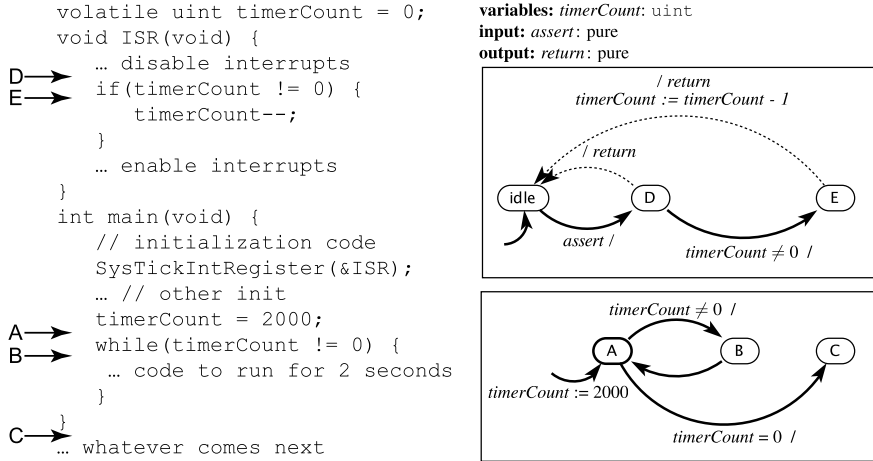 volatile uint timerCount = 0;
void ISR(void) {
… disable interrupts
D
E
if(timerCount != 0) {
timerCount--;
}
… enable interrupts
}
int main(void) {
// initialization code
SysTickIntRegister(&ISR);
… // other init
timerCount = 2000;
A
B
while(timerCount != 0) {
… code to run for 2 seconds
}
}
C
… whatever comes next
variables: timerCount: uint
input: assert: pure
output: return: pure
/ return
timerCount := timerCount - 1
/ return
idle
D
E
assert /
timerCount ≠ 0 /
timerCount ≠ 0 /
A
B
C
timerCount := 2000
timerCount = 0 /